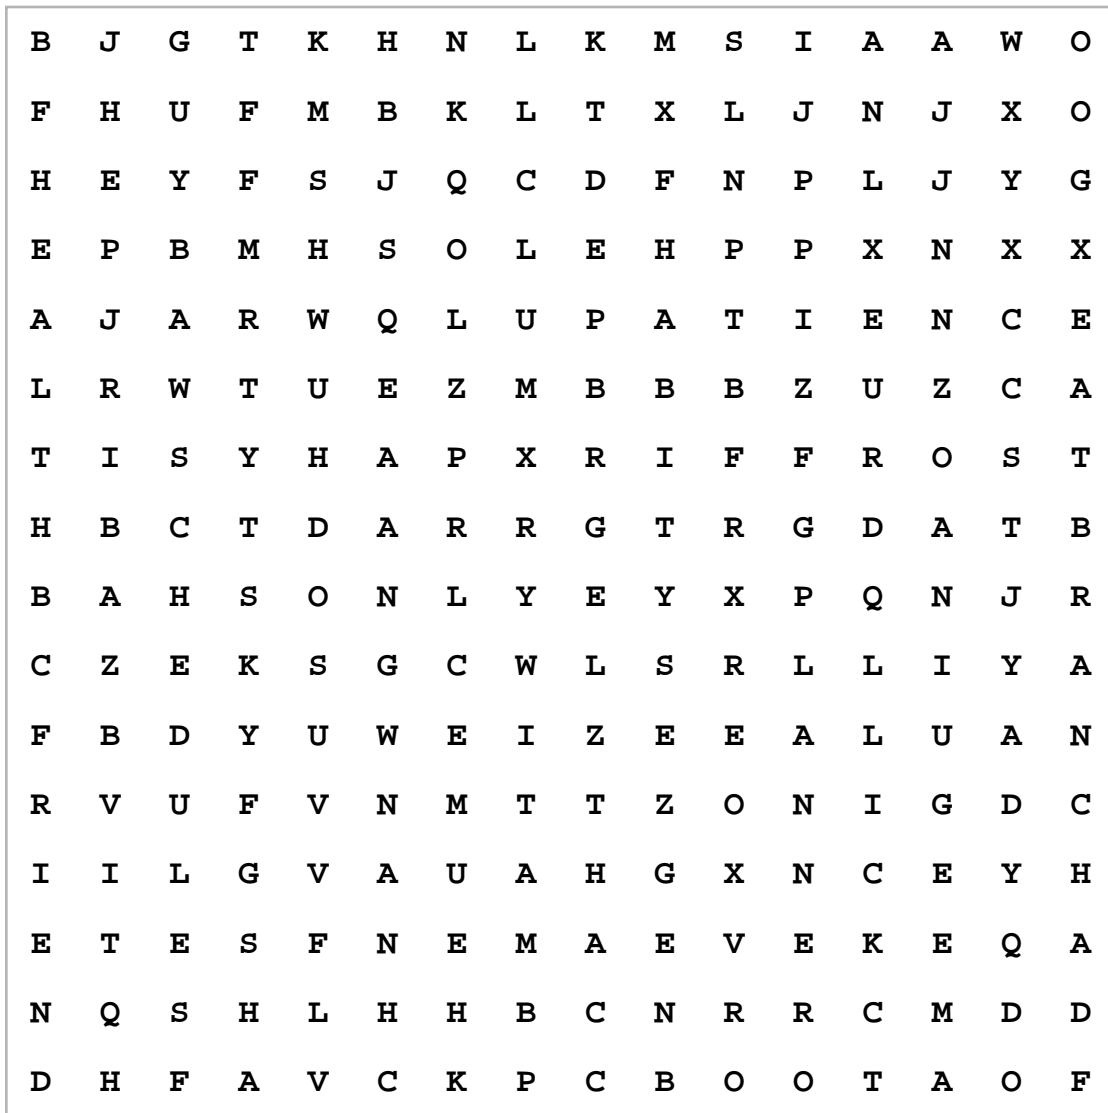 B J G T K H N L K M S I A A W O
F H U F M B K L T X L J N J X O
H E Y F S J Q C D F N P L J Y G
E P B M H S O L E H P P X N X X
A J A R W Q L U P A T I E N C E
L R W T U E Z M B B B Z U Z C A
T I S Y H A P X R I F F R O S T
H B C T D A R R G T R G D A T B
B A H S O N L Y E Y X P Q N J R
C Z E K S G C W L S R L L I Y A
F B D Y U W E I Z E E A L U A N
R V U F V N M T T Z O N I G D C
I I L G V A U A H G X N C E Y H
E T E S F N E M A E V E K E Q A
N Q S H L H H B C N R R C M D D
D H F A V C K P C B O O T A O F